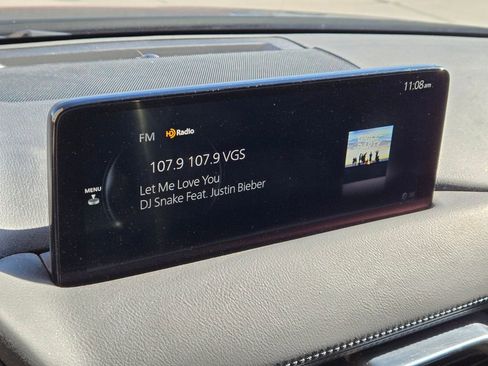 11:08am
FM HD Radio
107.9 107.9 VGS
Let Me Love You
DJ Snake Feat. Justin Bieber
MENU